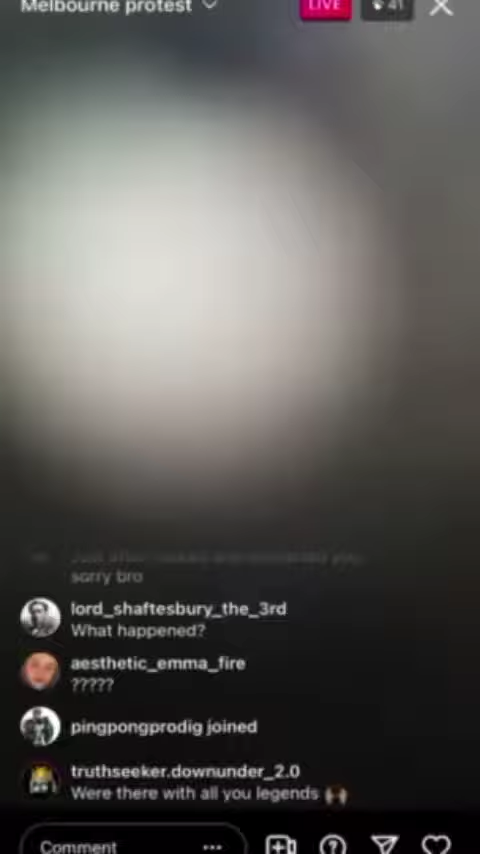 Melbourne protest
LIVE
41
sorry bro
lord_shaftesbury_the_3rd
What happened?
aesthetic_emma_fire
?????
pingpongprodig joined
truthseeker.downunder_2.0
Were there with all you legends
Comment